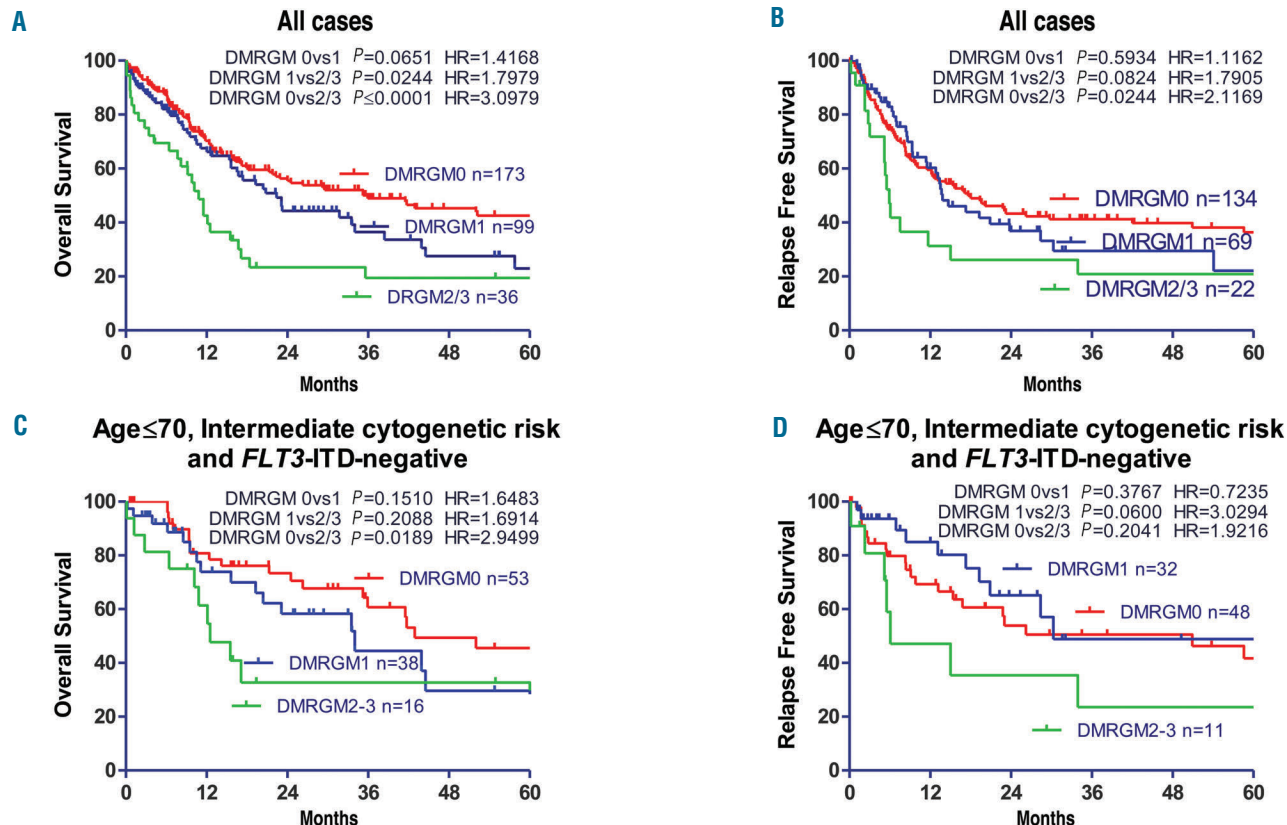 A
All cases
DMRGM 0vs1 P=0.0651 HR=1.4168
DMRGM 1vs2/3 P=0.0244 HR=1.7979
DMRGM 0vs2/3 P≤0.0001 HR=3.0979
100
80
60
40
20
0
Overall Survival
DMRGM0 n=173
DMRGM1 n=99
DRGM2/3 n=36
0 12 24 36 48 60
Months
B
All cases
DMRGM 0vs1 P=0.5934 HR=1.1162
DMRGM 1vs2/3 P=0.0824 HR=1.7905
DMRGM 0vs2/3 P=0.0244 HR=2.1169
100
80
60
40
20
0
Relapse Free Survival
DMRGM0 n=134
DMRGM1 n=69
DMRGM2/3 n=22
0 12 24 36 48 60
Months
C
Age≤70, Intermediate cytogenetic risk
and FLT3-ITD-negative
DMRGM 0vs1 P=0.1510 HR=1.6483
DMRGM 1vs2/3 P=0.2088 HR=1.6914
DMRGM 0vs2/3 P=0.0189 HR=2.9499
100
80
60
40
20
0
Overall Survival
DMRGM0 n=53
DMRGM1 n=38
DMRGM2-3 n=16
0 12 24 36 48 60
Months
D
Age≤70, Intermediate cytogenetic risk
and FLT3-ITD-negative
DMRGM 0vs1 P=0.3767 HR=0.7235
DMRGM 1vs2/3 P=0.0600 HR=3.0294
DMRGM 0vs2/3 P=0.2041 HR=1.9216
100
80
60
40
20
0
Relapse Free Survival
DMRGM1 n=32
DMRGM0 n=48
DMRGM2-3 n=11
0 12 24 36 48 60
Months